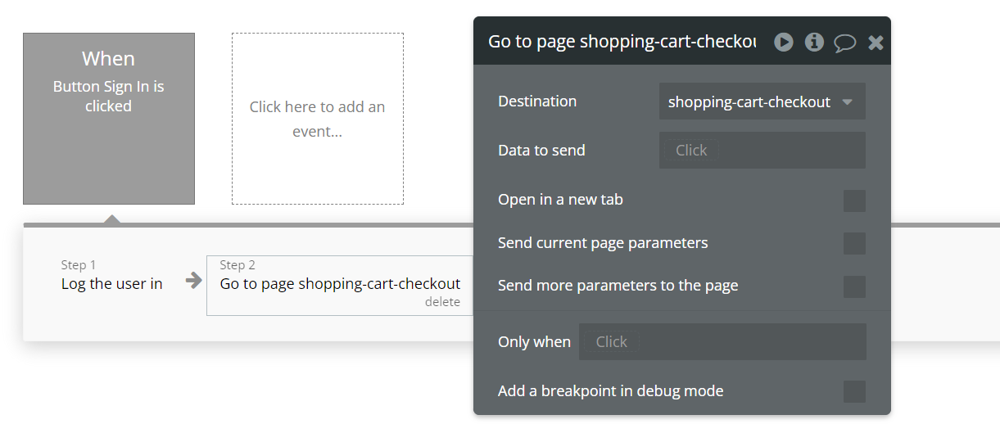 When
Button Sign In is
clicked
Click here to add an
event...
Step 1
Log the user in
Step 2
Go to page shopping-cart-checkout
delete
Go to page shopping-cart-checkou
Destination
shopping-cart-checkout
Data to send
Click
Open in a new tab
Send current page parameters
Send more parameters to the page
Only when
Click
Add a breakpoint in debug mode